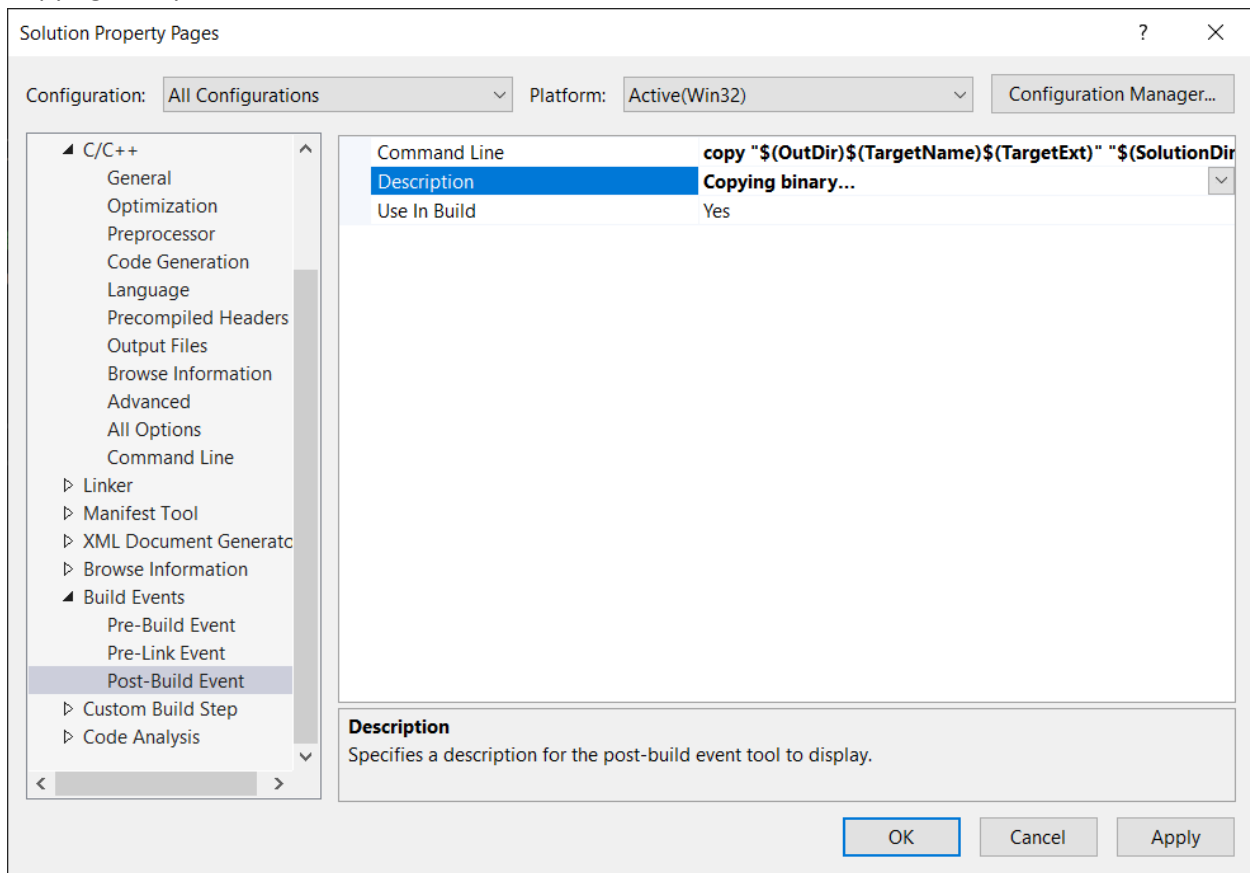 Solution Property Pages
?
Configuration: All Configurations Platform: Active(Win32) Configuration Manager...
C/C++
General
Optimization
Preprocessor
Code Generation
Language
Precompiled Headers
Output Files
Browse Information
Advanced
All Options
Command Line
Linker
Manifest Tool
XML Document Generato
Browse Information
Build Events
Pre-Build Event
Pre-Link Event
Post-Build Event
Custom Build Step
Code Analysis
Command Line copy "$(OutDir)$(TargetName)$(TargetExt)" "$(SolutionDir
Description Copying binary...
Use In Build Yes
Description
Specifies a description for the post-build event tool to display.
OK Cancel Apply